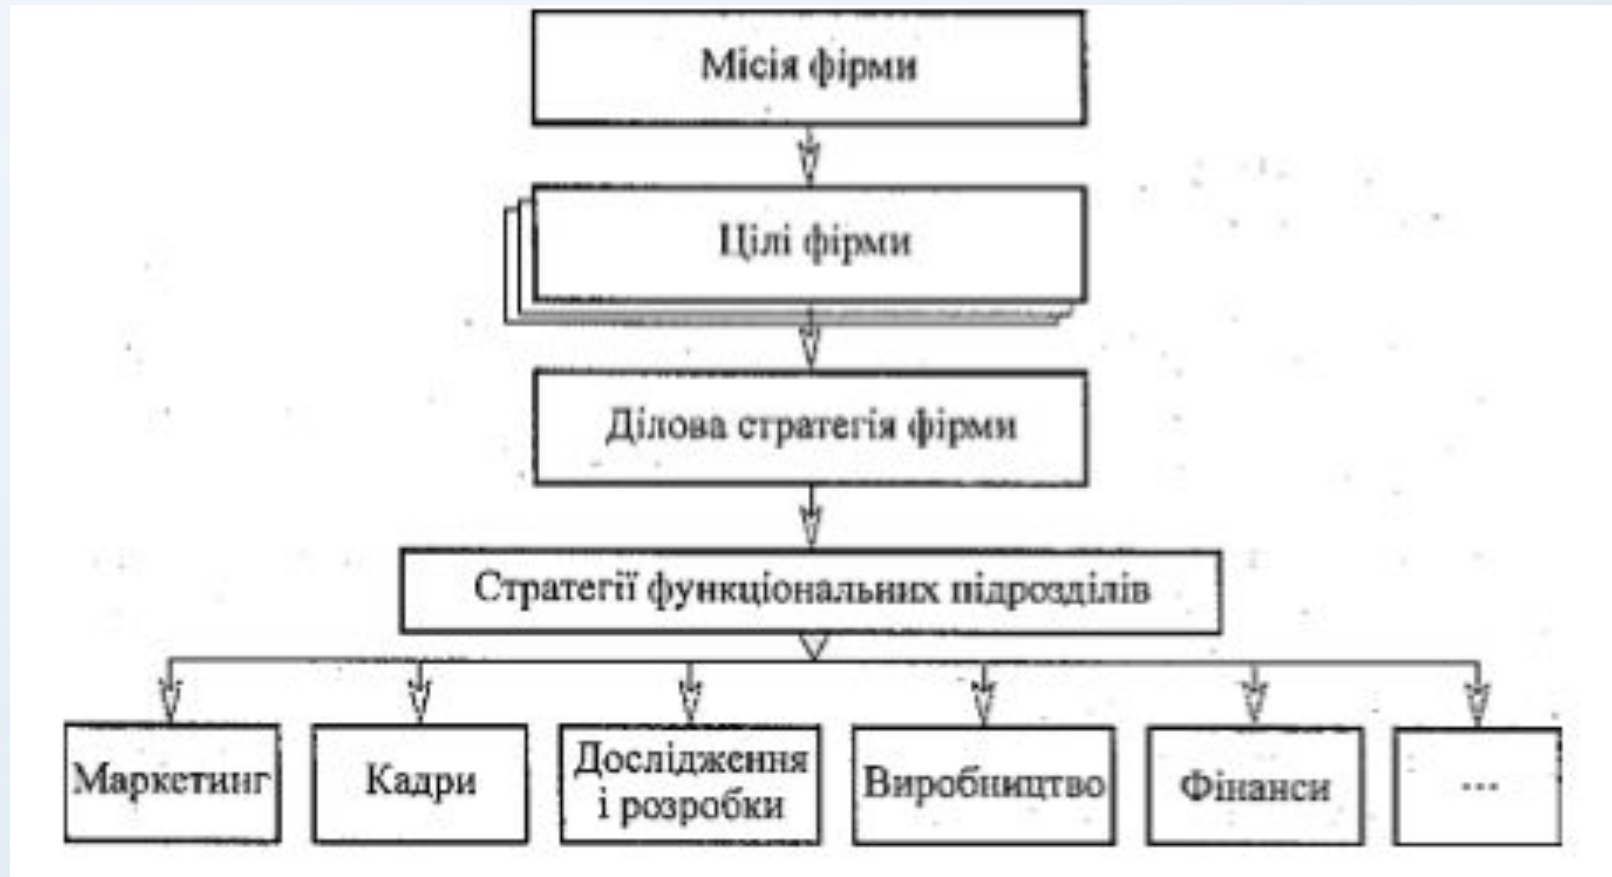 Місія фірми
Цілі фірми
Ділова стратегія фірми
Стратегії функціональних підрозділів
Маркетинг
Кадри
Дослідження
і розробки
Виробництво
Фінанси
...